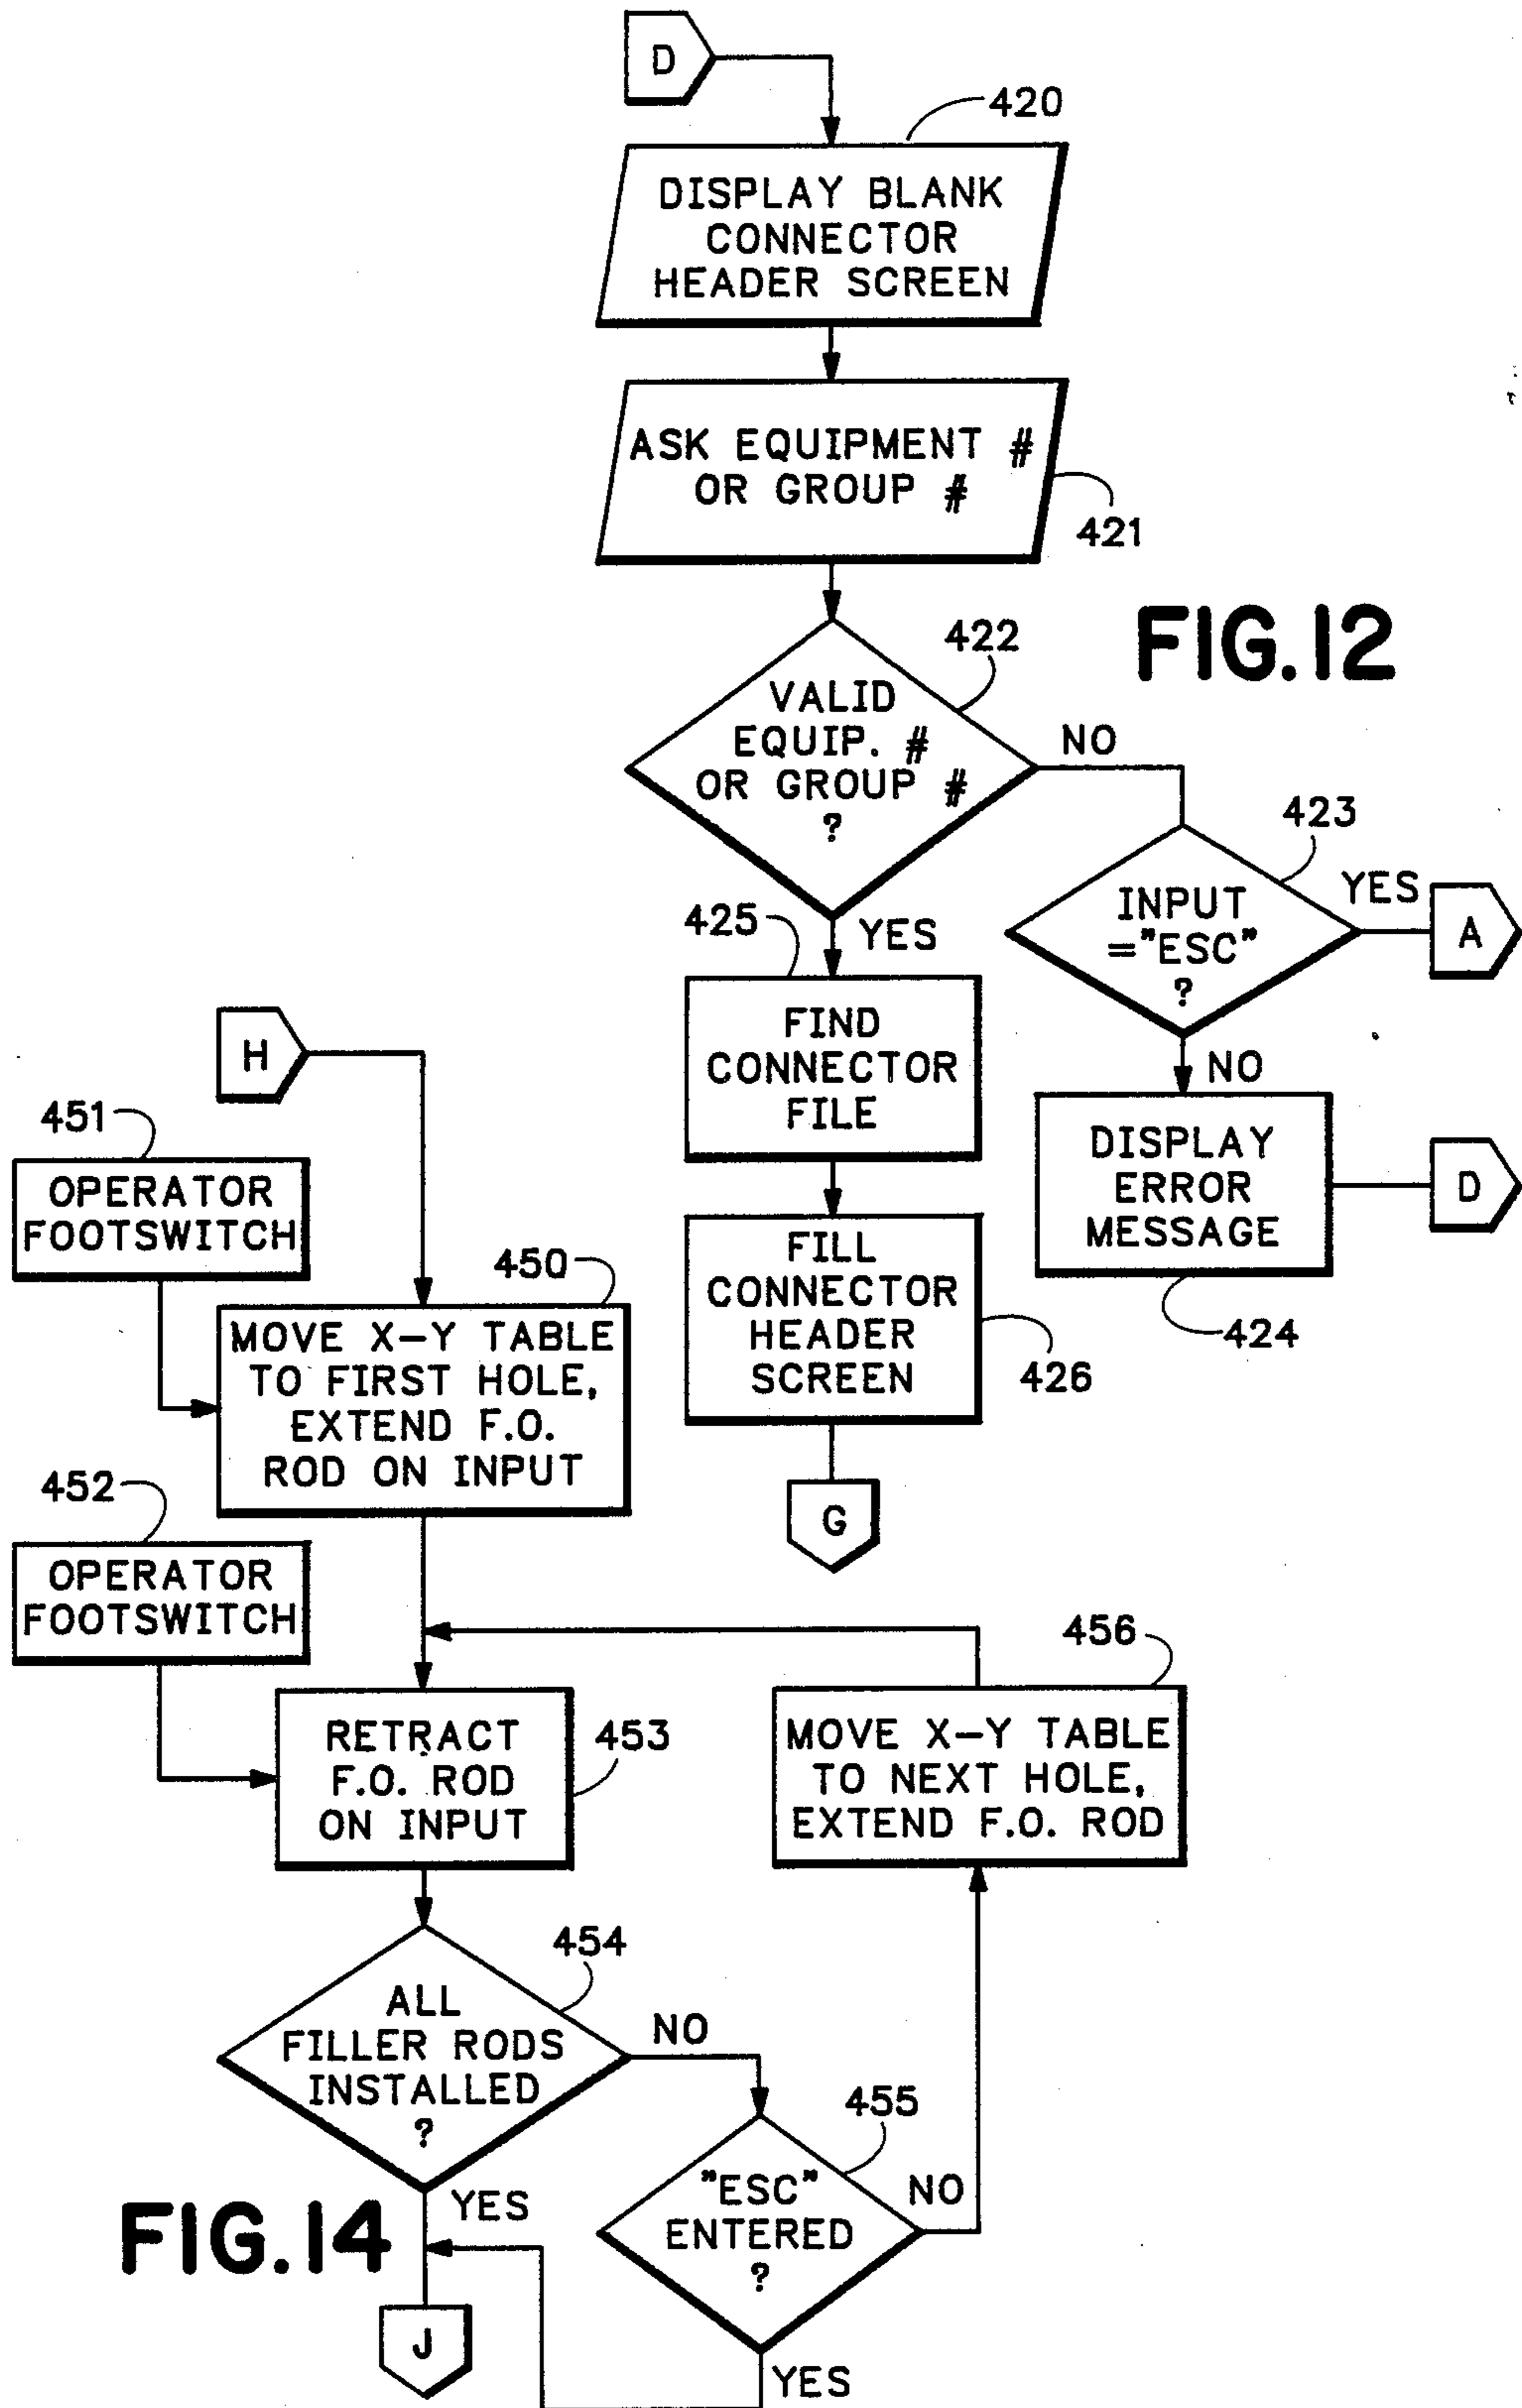 D
420
DISPLAY BLANK
CONNECTOR
HEADER SCREEN
ASK EQUIPMENT #
OR GROUP #
421
FIG.12
422
VALID
EQUIP. #
OR GROUP #
?
NO
423
INPUT
="ESC"
?
YES
A
NO
DISPLAY
ERROR
MESSAGE
424
D
YES
425
FIND
CONNECTOR
FILE
FILL
CONNECTOR
HEADER
SCREEN
426
G
H
451
OPERATOR
FOOTSWITCH
450
MOVE X-Y TABLE
TO FIRST HOLE,
EXTEND F.O.
ROD ON INPUT
452
OPERATOR
FOOTSWITCH
RETRACT
F.O. ROD
ON INPUT
453
456
MOVE X-Y TABLE
TO NEXT HOLE,
EXTEND F.O. ROD
454
ALL
FILLER RODS
INSTALLED
?
NO
455
"ESC"
ENTERED
?
NO
YES
YES
J
FIG.14